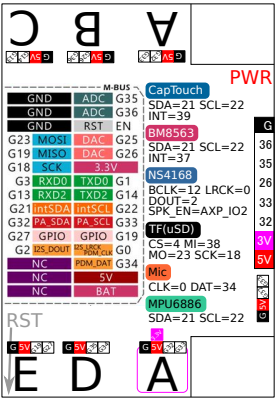 C B A
5V G
5V G
5V G
PWR
M-BUS
GND ADC G35
GND ADC G36
GND RST EN
G23 MOSI DAC G25
G19 MISO DAC G26
G18 SCK 3.3V
G3 RXD0 TXD0 G1
G13 RXD2 TXD2 G14
G21 intSDA intSCL G22
G32 PA_SDA PA_SCL G33
G27 GPIO GPIO G19
G2 I2S_DOUT I2S_LRCK PDM_CLK G0
NC PDM_DAT G34
NC 5V
NC BAT
CapTouch
SDA=21 SCL=22
INT=39
BM8563
SDA=21 SCL=22
INT=37
NS4168
BCLK=12 LRCK=0
DOUT=2
SPK_EN=AXP_IO2
TF(uSD)
CS=4 MI=38
MO=23 SCK=18
Mic
CLK=0 DAT=34
MPU6886
SDA=21 SCL=22
G
36
35
26
33
32
3V
5V
5V
G
RST
G 5V
G 5V
G 5V
E D A